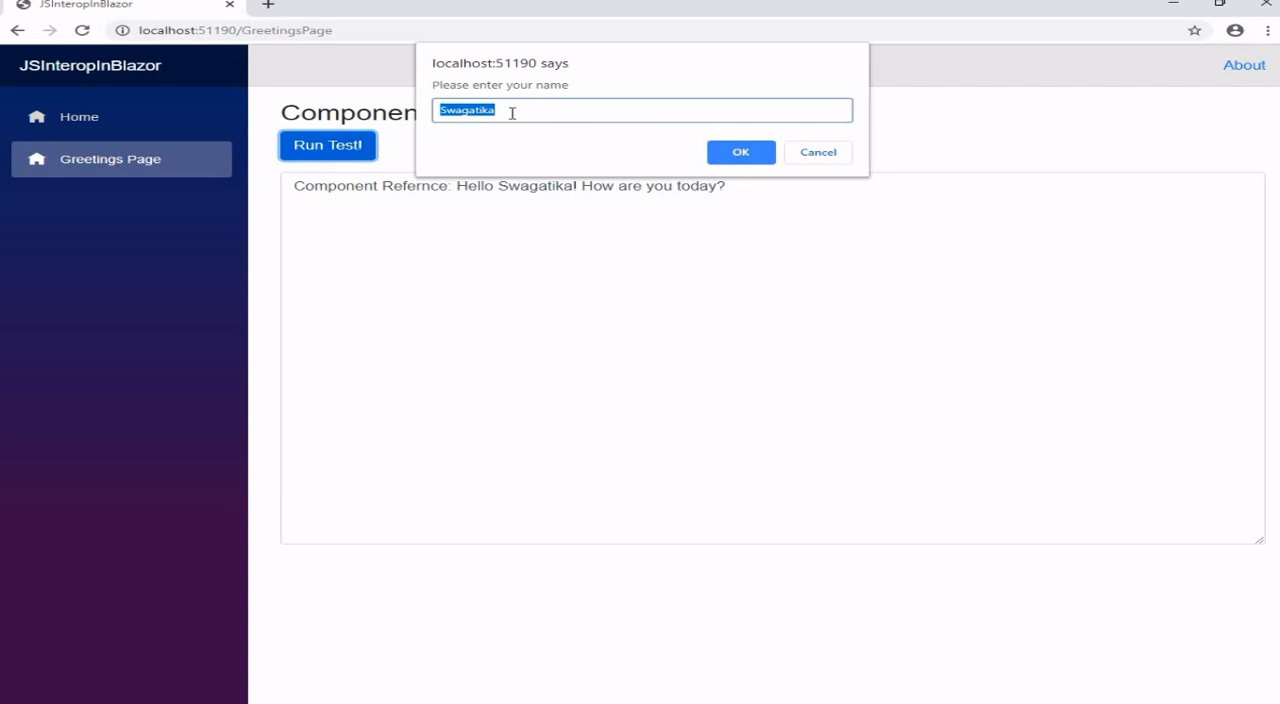 JSInteropInBlazor
localhost:51190/GreetingsPage
JSInteropInBlazor
About
Home
Greetings Page
localhost:51190 says
Please enter your name
Swagatika
OK
Cancel
Run Test!
Component Refernce: Hello Swagatika! How are you today?